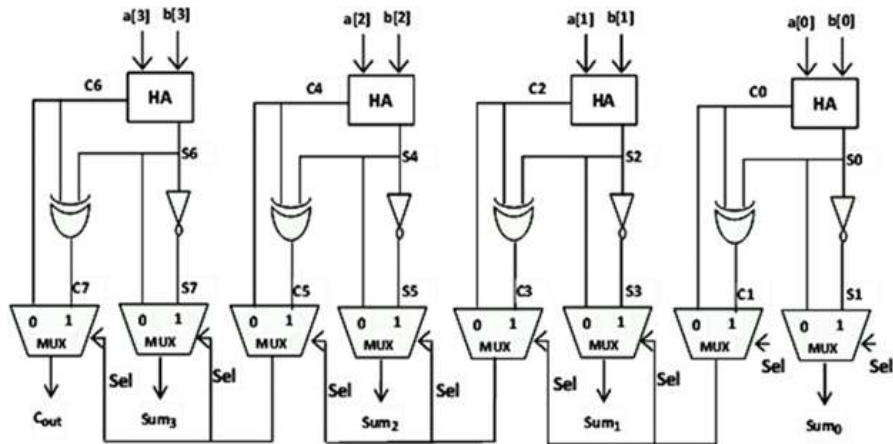 a[3] b[3] a[2] b[2] a[1] b[1] a[0] b[0]
C6 HA C4 HA C2 HA C0 HA
S6 S4 S2 S0
C7 S7 C5 S5 C3 S3 C1 S1
0 1 0 1 0 1 0 1 0 1 0 1 0 1 0 1
MUX MUX MUX MUX MUX MUX MUX MUX
Sel Sel Sel Sel Sel Sel Sel Sel
Cout Sum3 Sum2 Sum1 Sum0